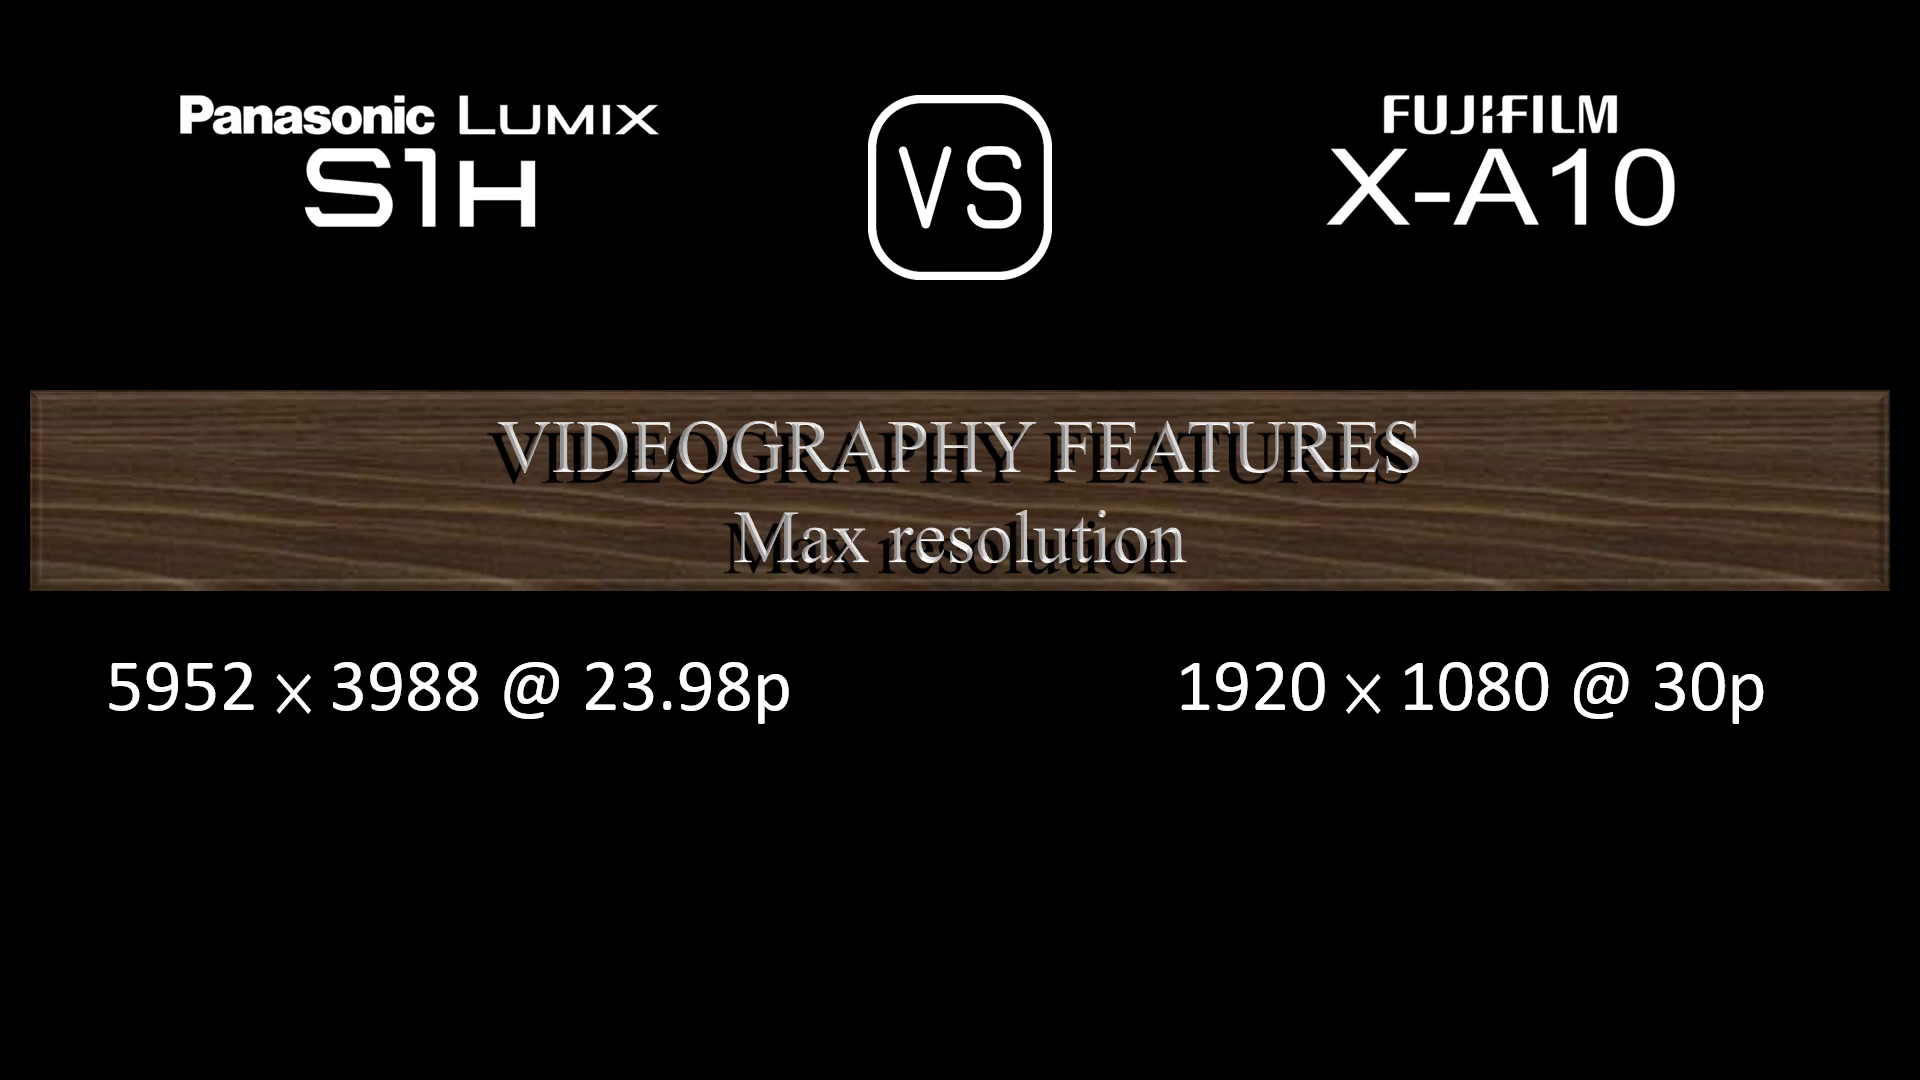 Panasonic LUMIX
S1H
VS
FUJIFILM
X-A10
VIDEOGRAPHY FEATURES
Max resolution
5952 x 3988 @ 23.98p
1920 x 1080 @ 30p